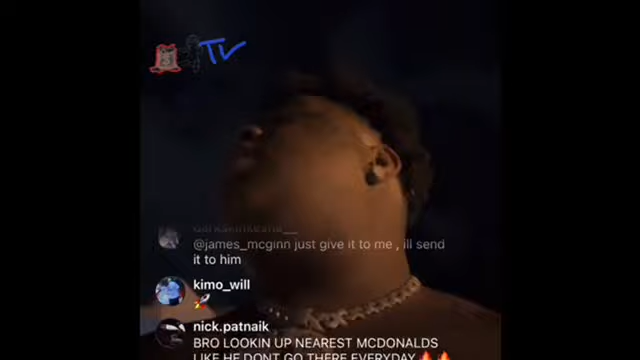 TV
@james_mcginn just give it to me , ill send
it to him
kimo_will
nick.patnaik
BRO LOOKIN UP NEAREST MCDONALDS
LIKE HE DONT GO THERE EVERYDAY 🔥🔥